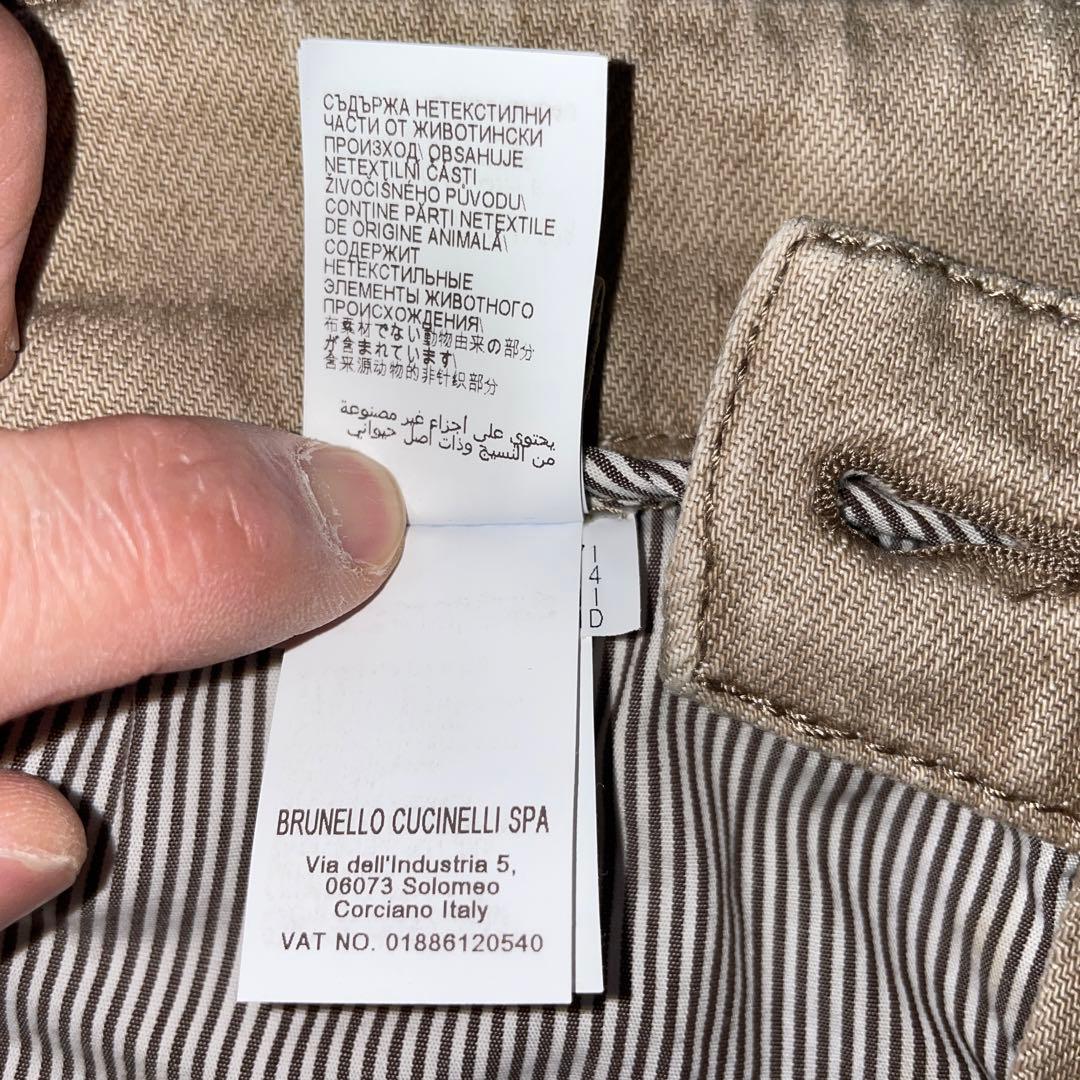 СЪДЪРЖА НЕТЕКСТИЛНИ
ЧАСТИ ОТ ЖИВОТИНСКИ
ПРОИЗХОД\ OBSAHUJE
NETEXTILNÍ ČÁSTI
ŽIVOČIŠNÉHO PŮVODU\
CONȚINE PĂRȚI NETEXTILE
DE ORIGINE ANIMALĂ\
СОДЕРЖИТ
НЕТЕКСТИЛЬНЫЕ
ЭЛЕМЕНТЫ ЖИВОТНОГО
ПРОИСХОЖДЕНИЯ\
布素材でない動物由来の部分
が含まれています\
含来源动物的非针织部分
يحتوي على اجزاء غير مصنوعة
من النسيج وذات أصل حيواني
1
4
I
D
BRUNELLO CUCINELLI SPA
Via dell'Industria 5,
06073 Solomeo
Corciano Italy
VAT NO. 01886120540